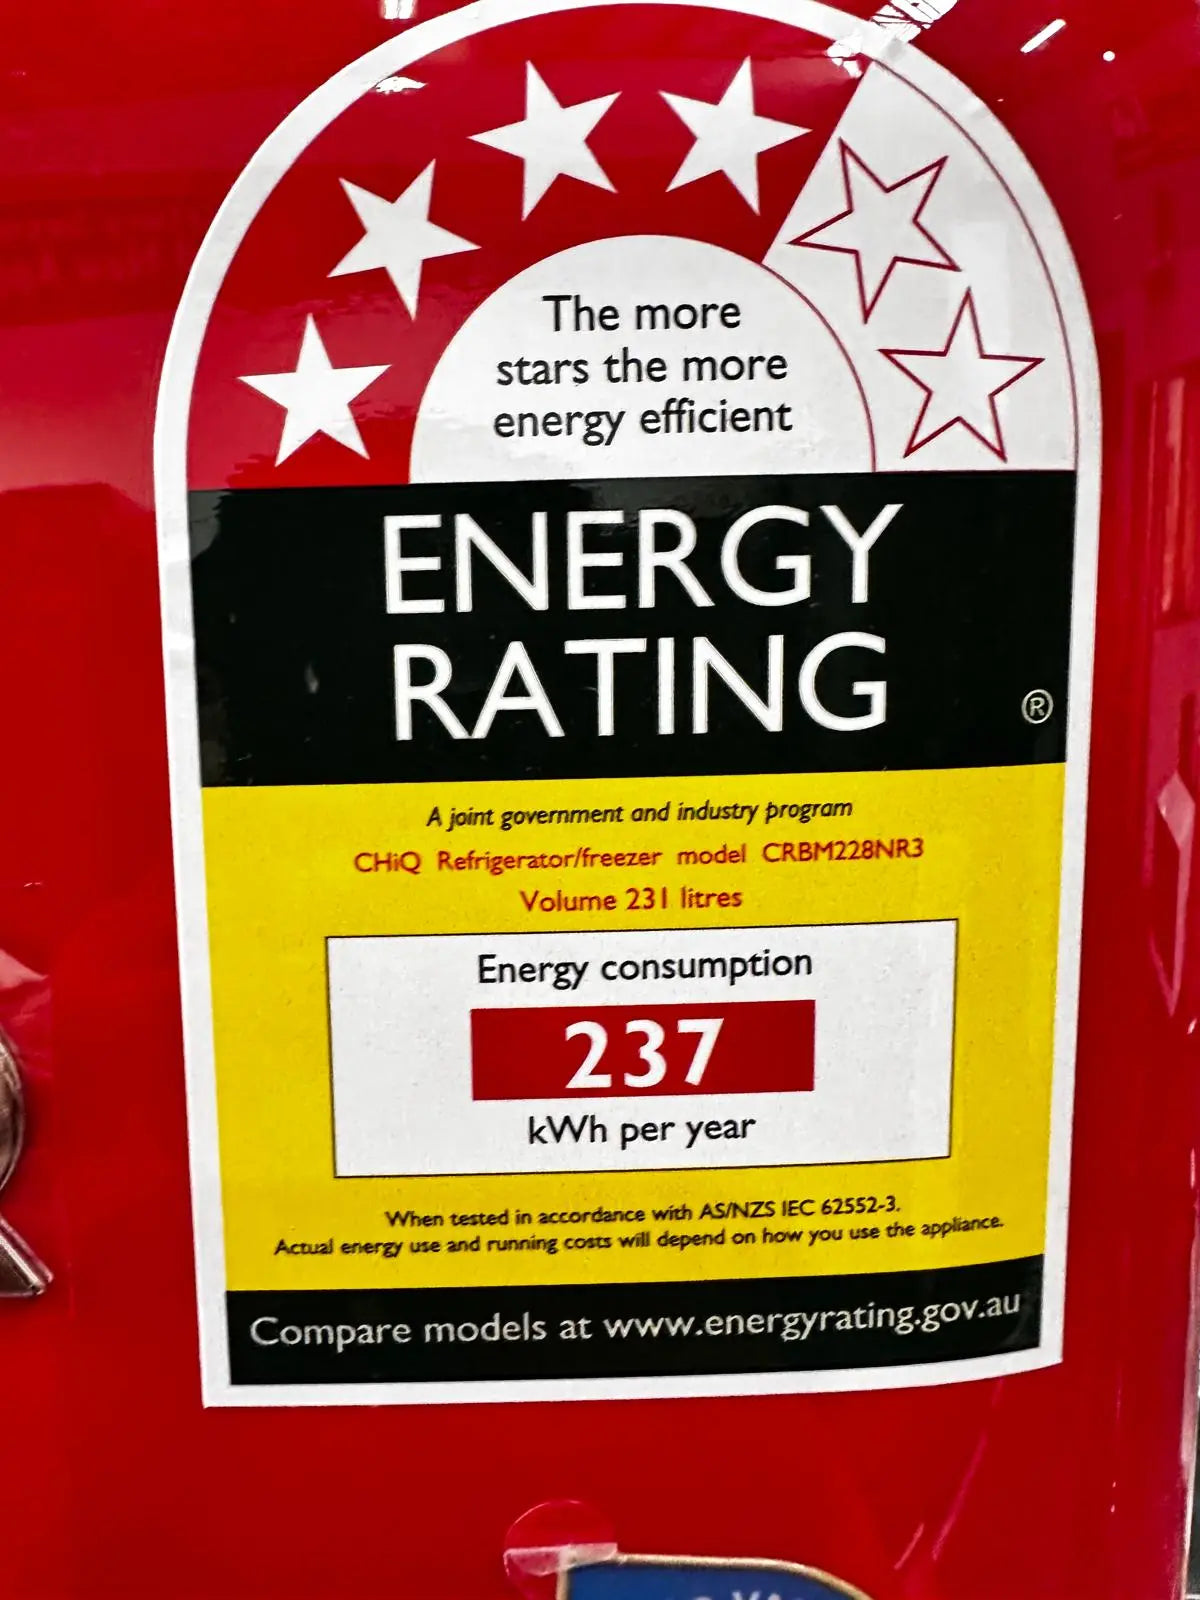 The more
stars the more
energy efficient
ENERGY
RATING
®
A joint government and industry program
CHiQ Refrigerator/freezer model CRBM228NR3
Volume 231 litres
Energy consumption
237
kWh per year
When tested in accordance with AS/NZS IEC 62552-3.
Actual energy use and running costs will depend on how you use the appliance.
Compare models at www.energyrating.gov.au